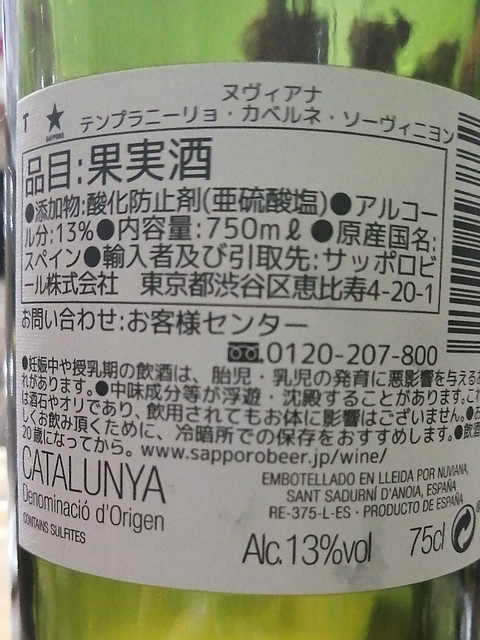 ヌヴィアナ
T ★ テンプラニーリョ・カベルネ・ソーヴィニヨン
SAPPORO
品目:果実酒
●添加物:酸化防止剤(亜硫酸塩)●アルコー
ル分:13%●内容量:750mℓ●原産国名:
スペイン●輸入者及び引取先:サッポロビ
ール株式会社 東京都渋谷区恵比寿4-20-1
お問い合わせ:お客様センター
0120-207-800
●妊娠中や授乳期の飲酒は、胎児・乳児の発育に悪影響を与えるお
れがあります。●中味成分等が浮遊・沈殿することがあります。これ
は酒石やオリであり、飲用されてもお体に影響はございません。●お
しくお飲み頂くために、冷暗所での保存をおすすめします。●飲酒
20歳になってから。www.sapporobeer.jp/wine/
CATALUNYA
Denominació d'Origen
CONTAINS SULFITES
EMBOTELLADO EN LLEIDA POR NUVIANA,
SANT SADURNÍ D'ANOIA, ESPAÑA
RE-375-L-ES · PRODUCTO DE ESPAÑA
Alc.13%vol 75cl